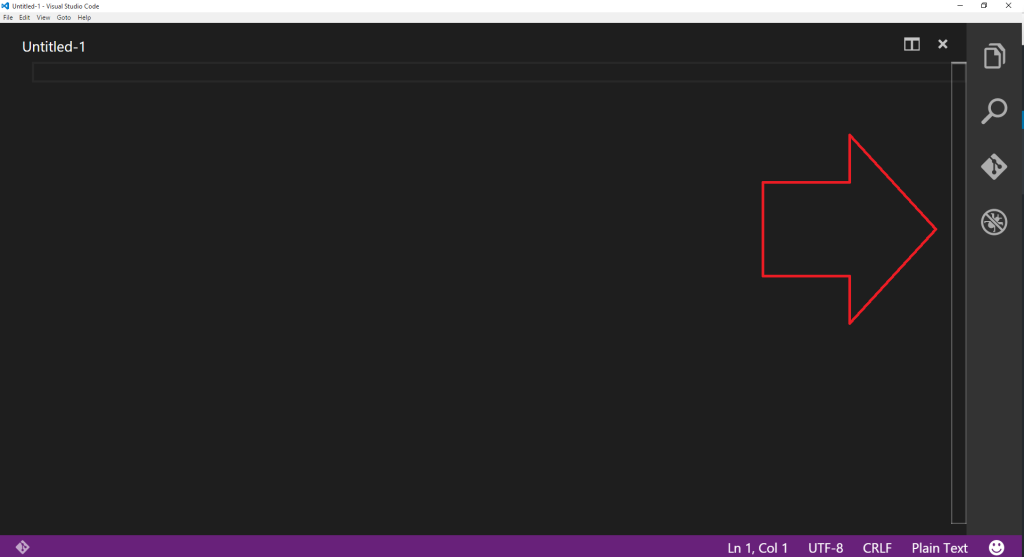 Untitled-1 - Visual Studio Code
File Edit View Goto Help
Untitled-1
Ln 1, Col 1 UTF-8 CRLF Plain Text